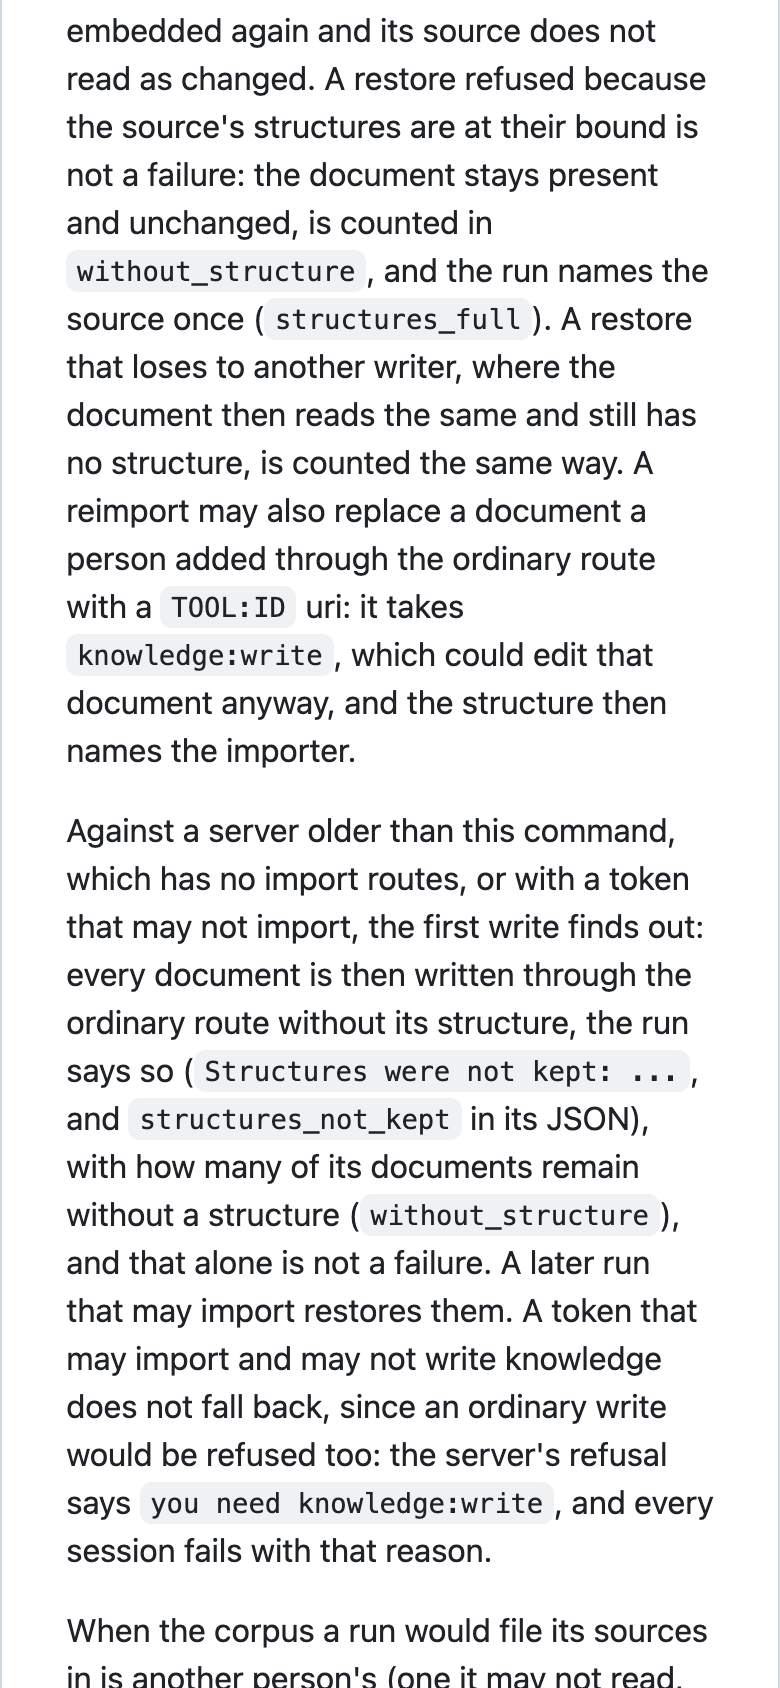 embedded again and its source does not
read as changed. A restore refused because
the source's structures are at their bound is
not a failure: the document stays present
and unchanged, is counted in
without_structure, and the run names the
source once (structures_full). A restore
that loses to another writer, where the
document then reads the same and still has
no structure, is counted the same way. A
reimport may also replace a document a
person added through the ordinary route
with a TOOL:ID uri: it takes
knowledge:write, which could edit that
document anyway, and the structure then
names the importer.
Against a server older than this command,
which has no import routes, or with a token
that may not import, the first write finds out:
every document is then written through the
ordinary route without its structure, the run
says so (Structures were not kept: ...,
and structures_not_kept in its JSON),
with how many of its documents remain
without a structure (without_structure),
and that alone is not a failure. A later run
that may import restores them. A token that
may import and may not write knowledge
does not fall back, since an ordinary write
would be refused too: the server's refusal
says you need knowledge:write, and every
session fails with that reason.
When the corpus a run would file its sources
in is another person's (one it may not read,